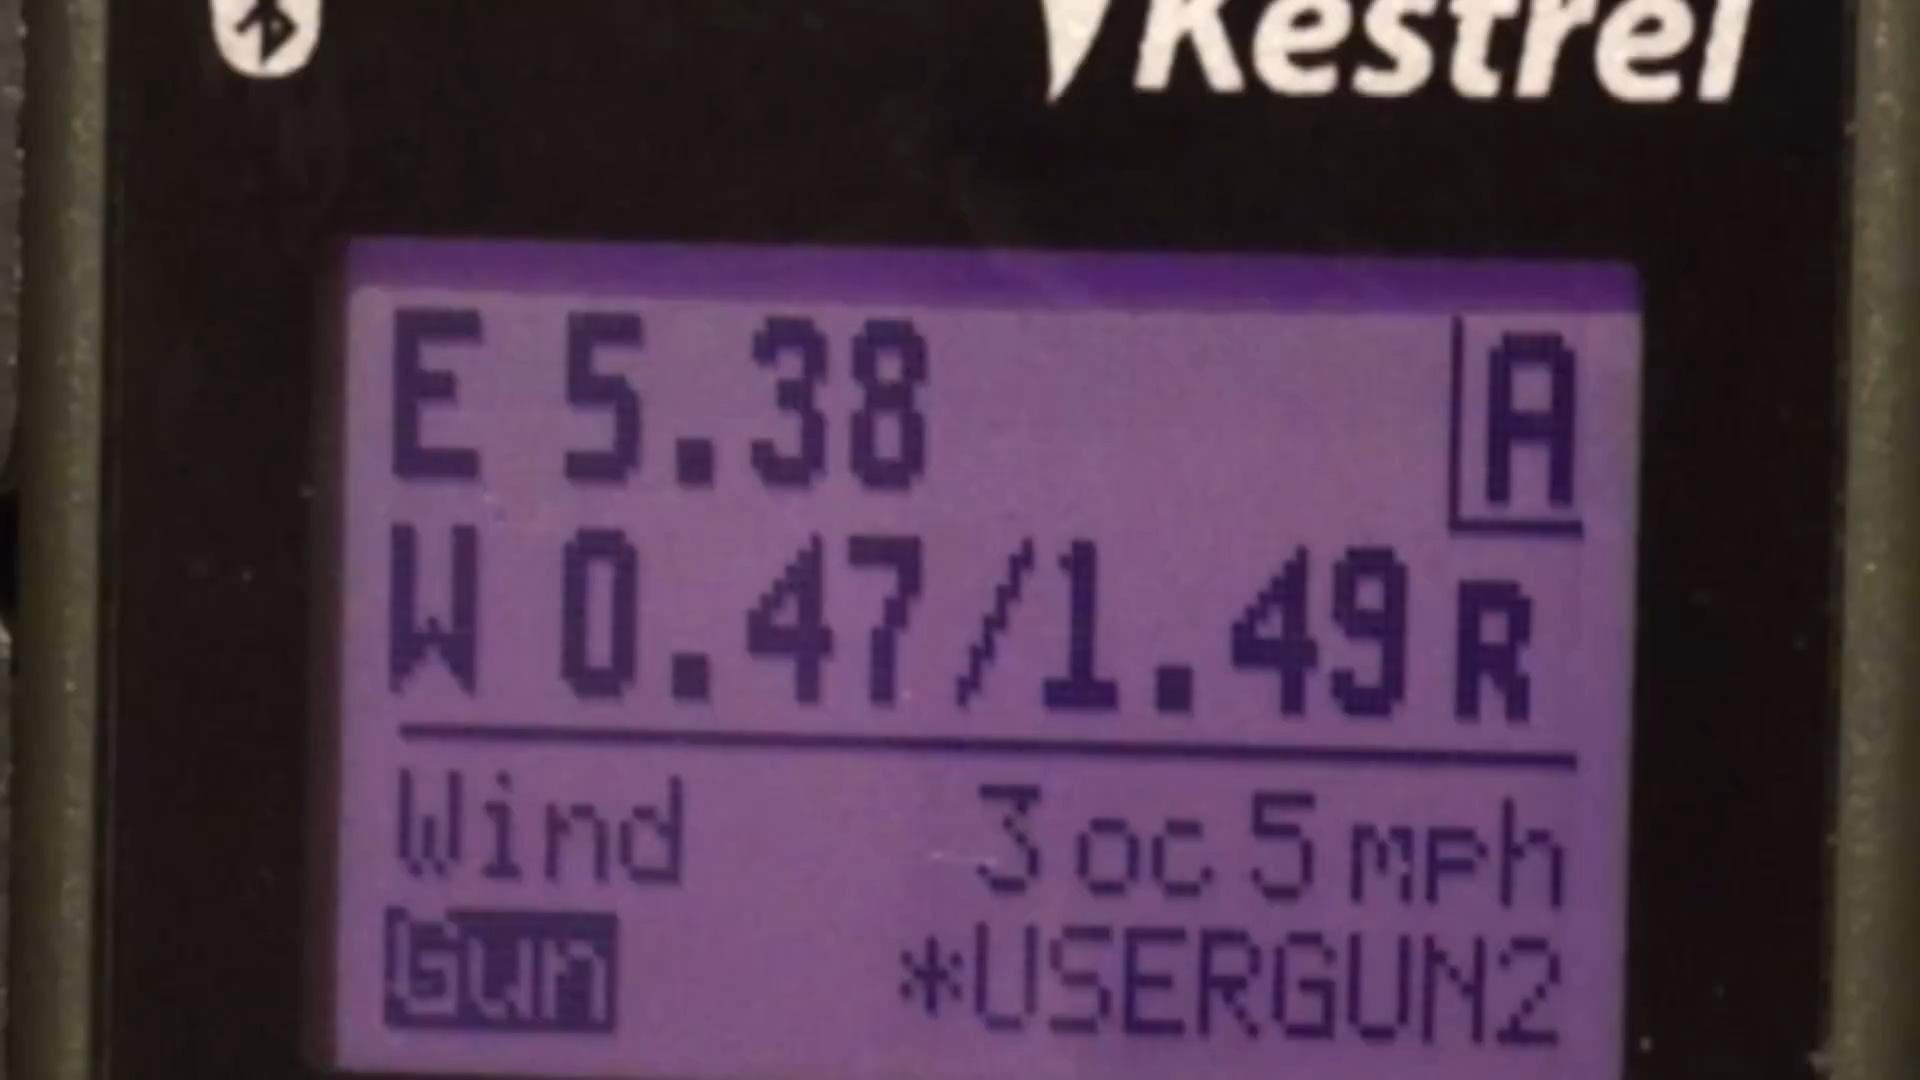 Kestrel
E 5.38 A
W 0.47/1.49 R
Wind 3 oc 5 mph
Gun *USERGUN2